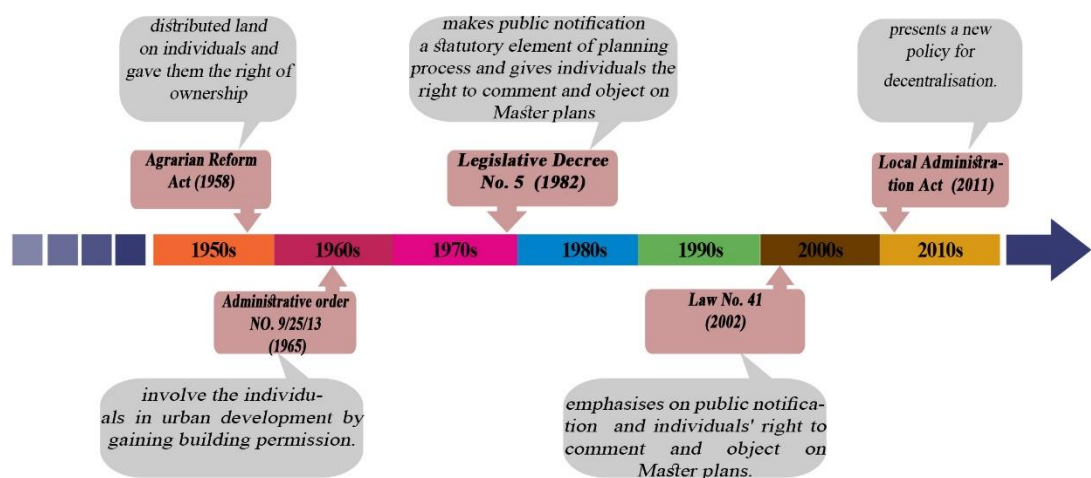 distributed land
on individuals and
gave them the right of
ownership
makes public notification
a statutory element of planning
process and gives individuals the
right to comment and object on
Master plans
presents a new
policy for
decentralisation.
Agrarian Reform
Act (1958)
Legislative Decree
No. 5 (1982)
Local Administra-
tion Act (2011)
1950s 1960s 1970s 1980s 1990s 2000s 2010s
Administrative order
NO. 9/25/13
(1965)
Law No. 41
(2002)
involve the individu-
als in urban development by
gaining building permission.
emphasises on public notifica-
tion and individuals' right to
comment and object on
Master plans.